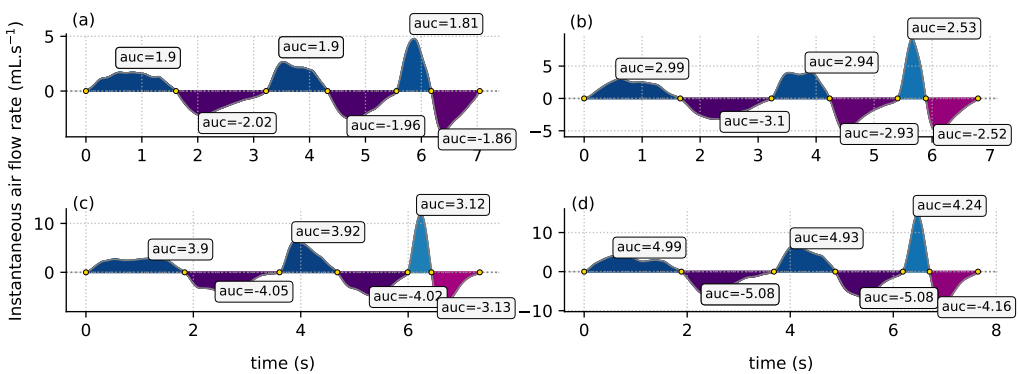 Instantaneous air flow rate (mL.s⁻¹)
(a)
auc=1.9
auc=1.9
auc=1.81
auc=-2.02
auc=-1.96
auc=-1.86
5
0
0 1 2 3 4 5 6 7
(b)
auc=2.99
auc=2.94
auc=2.53
auc=-3.1
auc=-2.93
auc=-2.52
5
0
−5
0 1 2 3 4 5 6 7
(c)
auc=3.9
auc=3.92
auc=3.12
auc=-4.05
auc=-4.02
auc=-3.13
10
0
0 2 4 6
time (s)
(d)
auc=4.99
auc=4.93
auc=4.24
auc=-5.08
auc=-5.08
auc=-4.16
10
0
−10
0 2 4 6 8
time (s)